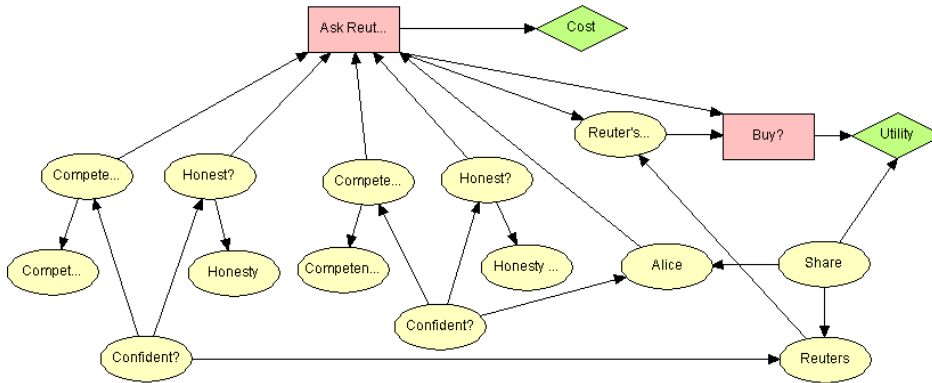 Ask Reut...
Cost
Reuter's...
Buy?
Utility
Compete...
Honest?
Compete...
Honest?
Compet...
Honesty
Competen...
Honesty ...
Alice
Share
Confident?
Confident?
Reuters